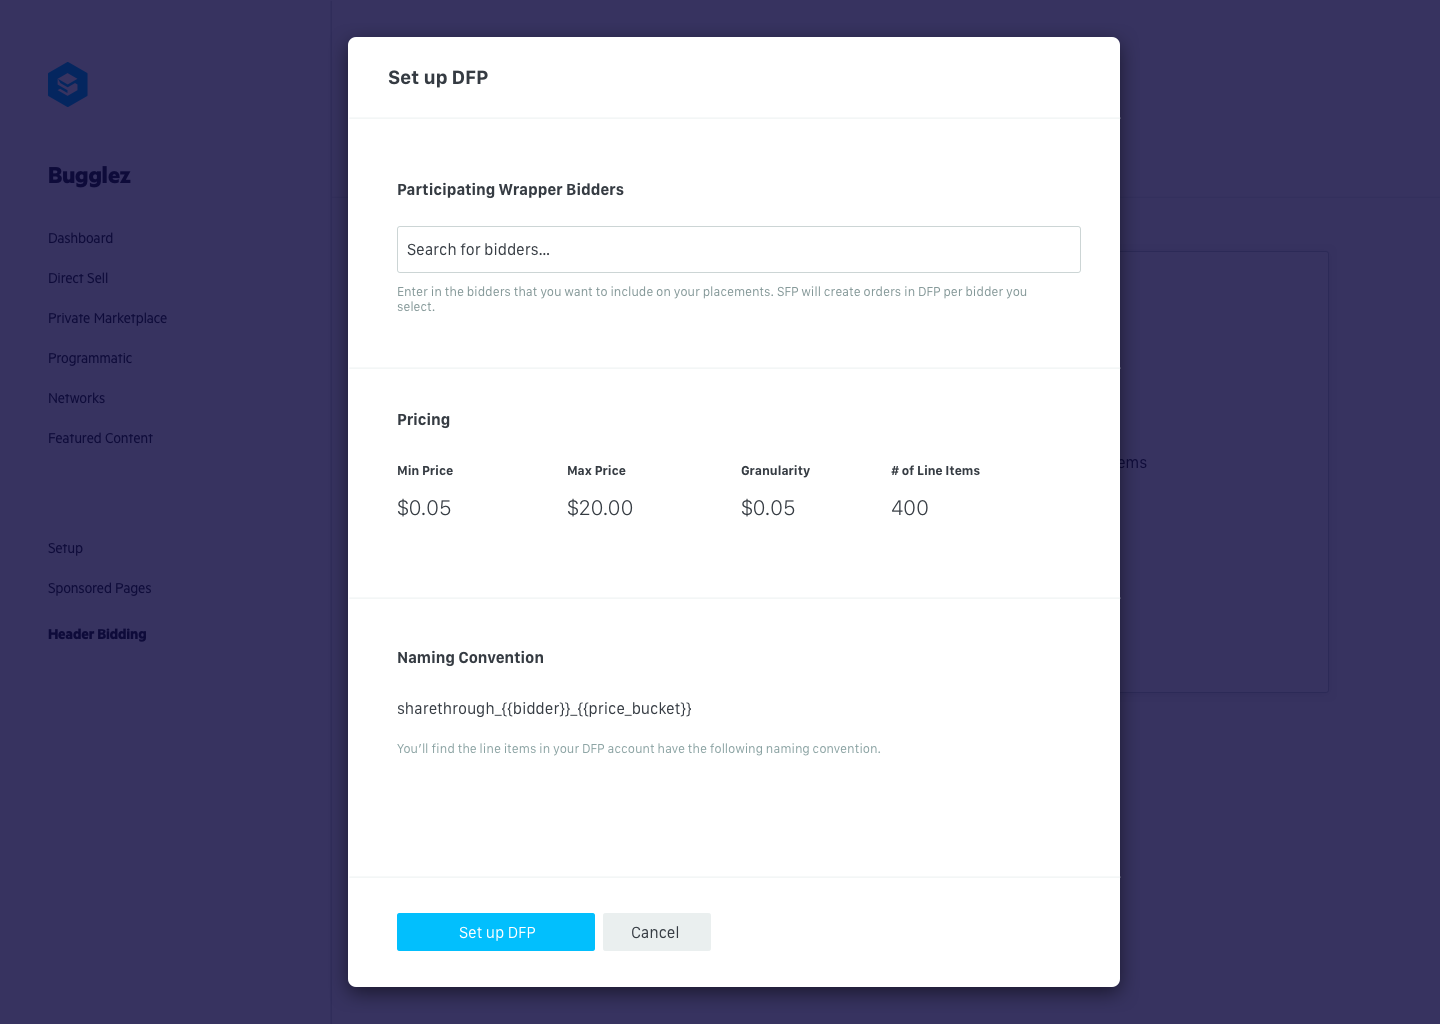 Bugglez
Dashboard
Direct Sell
Private Marketplace
Programmatic
Networks
Featured Content
Setup
Sponsored Pages
Header Bidding
Set up DFP
Participating Wrapper Bidders
Search for bidders...
Enter in the bidders that you want to include on your placements. SFP will create orders in DFP per bidder you
select.
Pricing
Min Price Max Price Granularity # of Line Items
$0.05 $20.00 $0.05 400
Naming Convention
sharethrough_{{bidder}}_{{price_bucket}}
You’ll find the line items in your DFP account have the following naming convention.
Set up DFP Cancel